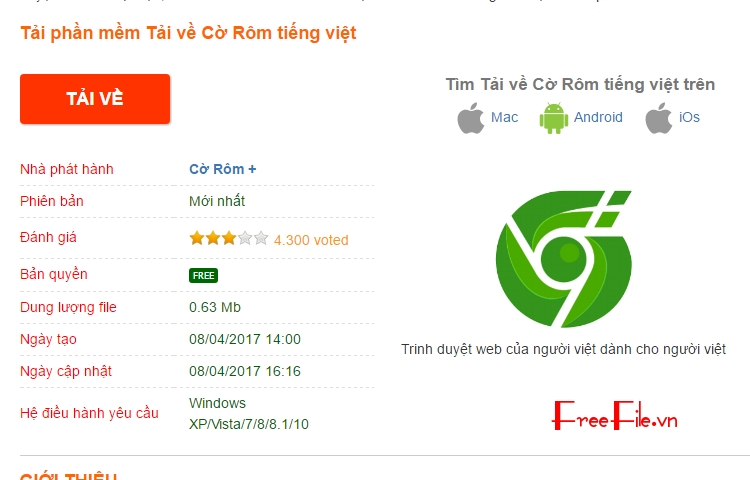 Tải phần mềm Tải về Cờ Rôm tiếng việt
TẢI VỀ
Tìm Tải về Cờ Rôm tiếng việt trên
Mac Android iOs
Nhà phát hành Cờ Rôm +
Phiên bản Mới nhất
Đánh giá 4.300 voted
Bản quyền FREE
Dung lượng file 0.63 Mb
Ngày tạo 08/04/2017 14:00
Ngày cập nhật 08/04/2017 16:16
Hệ điều hành yêu cầu Windows
XP/Vista/7/8/8.1/10
Trinh duyệt web của người việt dành cho người việt
FreeFile.vn
GIỚI THIỆU